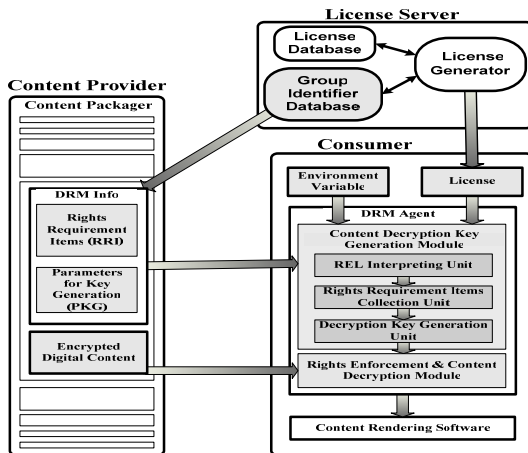 License Server
License
Database
License
Generator
Group
Identifier
Database
Content Provider
Content Packager
DRM Info
Rights
Requirement
Items (RRI)
Parameters
for Key
Generation
(PKG)
Encrypted
Digital Content
Consumer
Environment
Variable
License
DRM Agent
Content Decryption Key
Generation Module
REL Interpreting Unit
Rights Requirement Items
Collection Unit
Decryption Key Generation
Unit
Rights Enforcement & Content
Decryption Module
Content Rendering Software